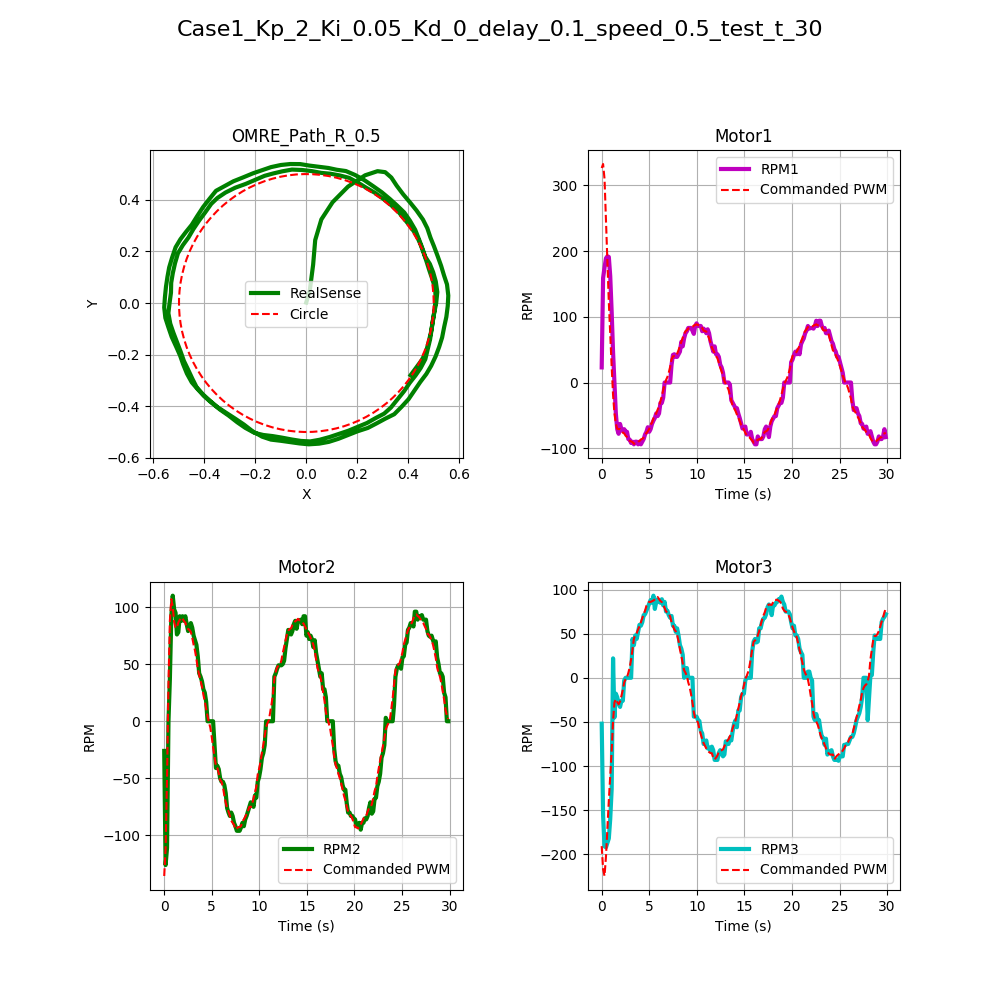 Case1_Kp_2_Ki_0.05_Kd_0_delay_0.1_speed_0.5_test_t_30
OMRE_Path_R_0.5
0.4
0.2
0.0
−0.2
−0.4
−0.6
Y
RealSense
Circle
−0.6 −0.4 −0.2 0.0 0.2 0.4 0.6
X
Motor1
300
200
100
0
−100
RPM
RPM1
Commanded PWM
0 5 10 15 20 25 30
Time (s)
Motor2
100
50
0
−50
−100
RPM
RPM2
Commanded PWM
0 5 10 15 20 25 30
Time (s)
Motor3
100
50
0
−50
−100
−150
−200
RPM
RPM3
Commanded PWM
0 5 10 15 20 25 30
Time (s)